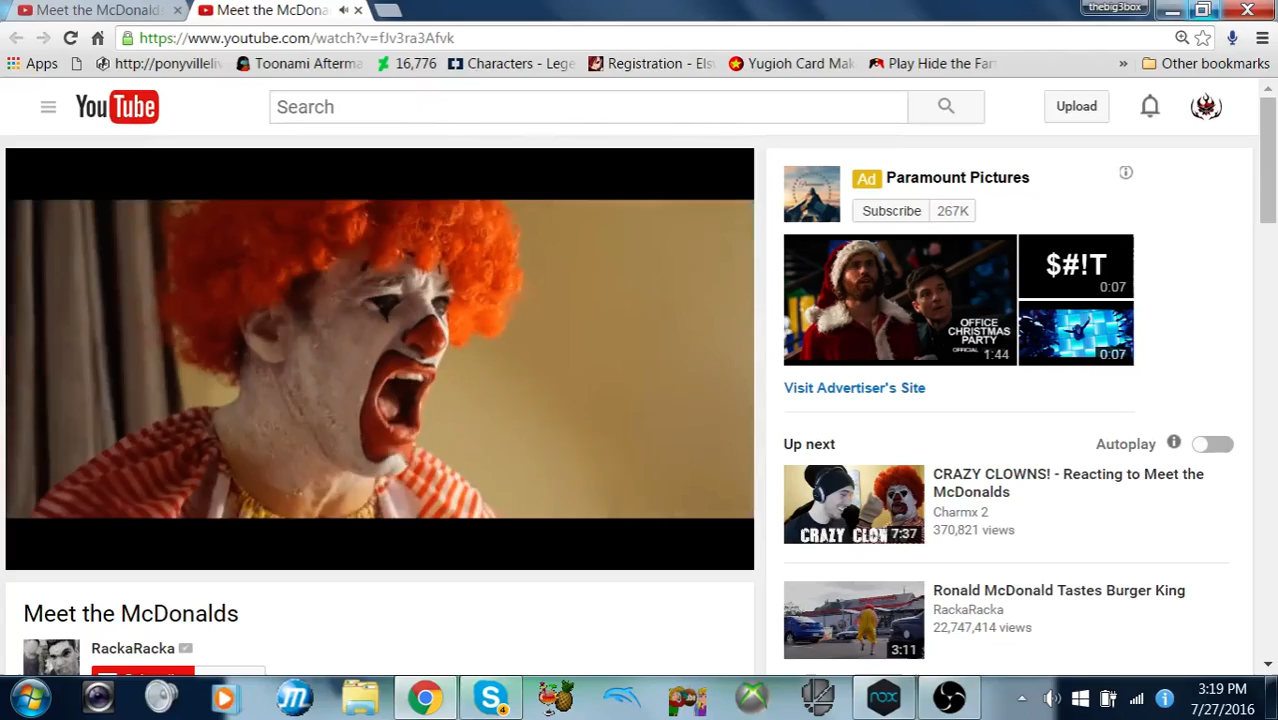 Meet the McDonald
Meet the McDona
thebig3box
https://www.youtube.com/watch?v=fJv3ra3Afvk
Apps
http://ponyvilleliv
Toonami Afterma
16,776
Characters - Lege
Registration - Els
Yugioh Card Mak
Play Hide the Far
»
Other bookmarks
YouTube
Search
Upload
Ad Paramount Pictures
Subscribe 267K
OFFICE
CHRISTMAS
PARTY
OFFICIAL 1:44
$#!T
0:07
0:07
Visit Advertiser's Site
Up next
Autoplay
CRAZY CLOWNS! - Reacting to Meet the
McDonalds
Charmx 2
370,821 views
CRAZY CLOW 7:37
Ronald McDonald Tastes Burger King
RackaRacka
22,747,414 views
3:11
Meet the McDonalds
RackaRacka
4
nox
3:19 PM
7/27/2016